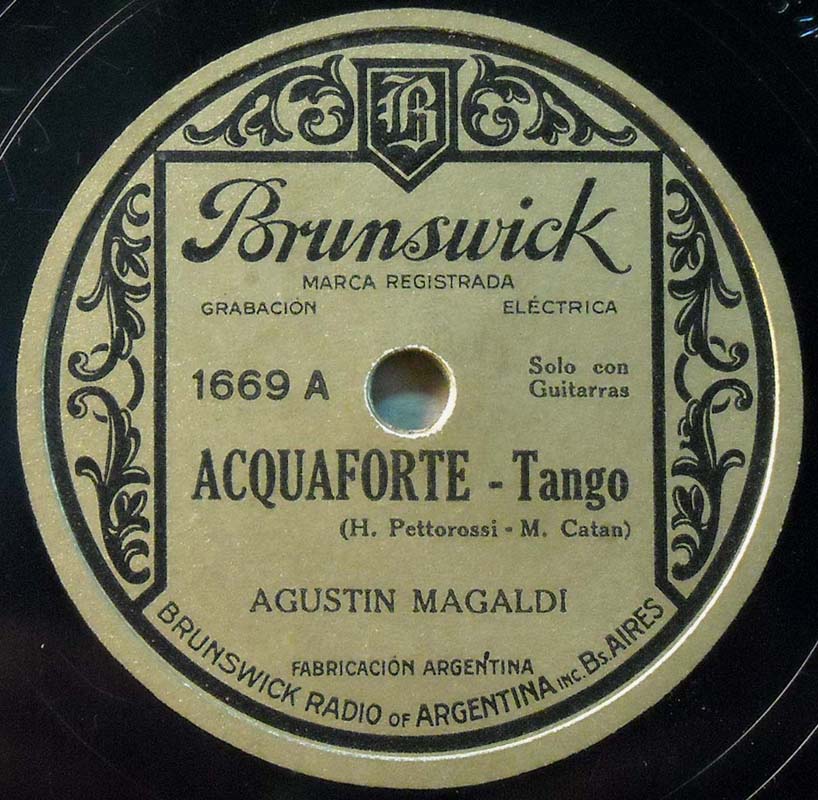 B
Brunswick
MARCA REGISTRADA
GRABACIÓN ELÉCTRICA
1669 A
Solo con
Guitarras
ACQUAFORTE - Tango
(H. Pettorossi - M. Catan)
AGUSTIN MAGALDI
FABRICACIÓN ARGENTINA
BRUNSWICK RADIO OF ARGENTINA INC. Bs. AIRES